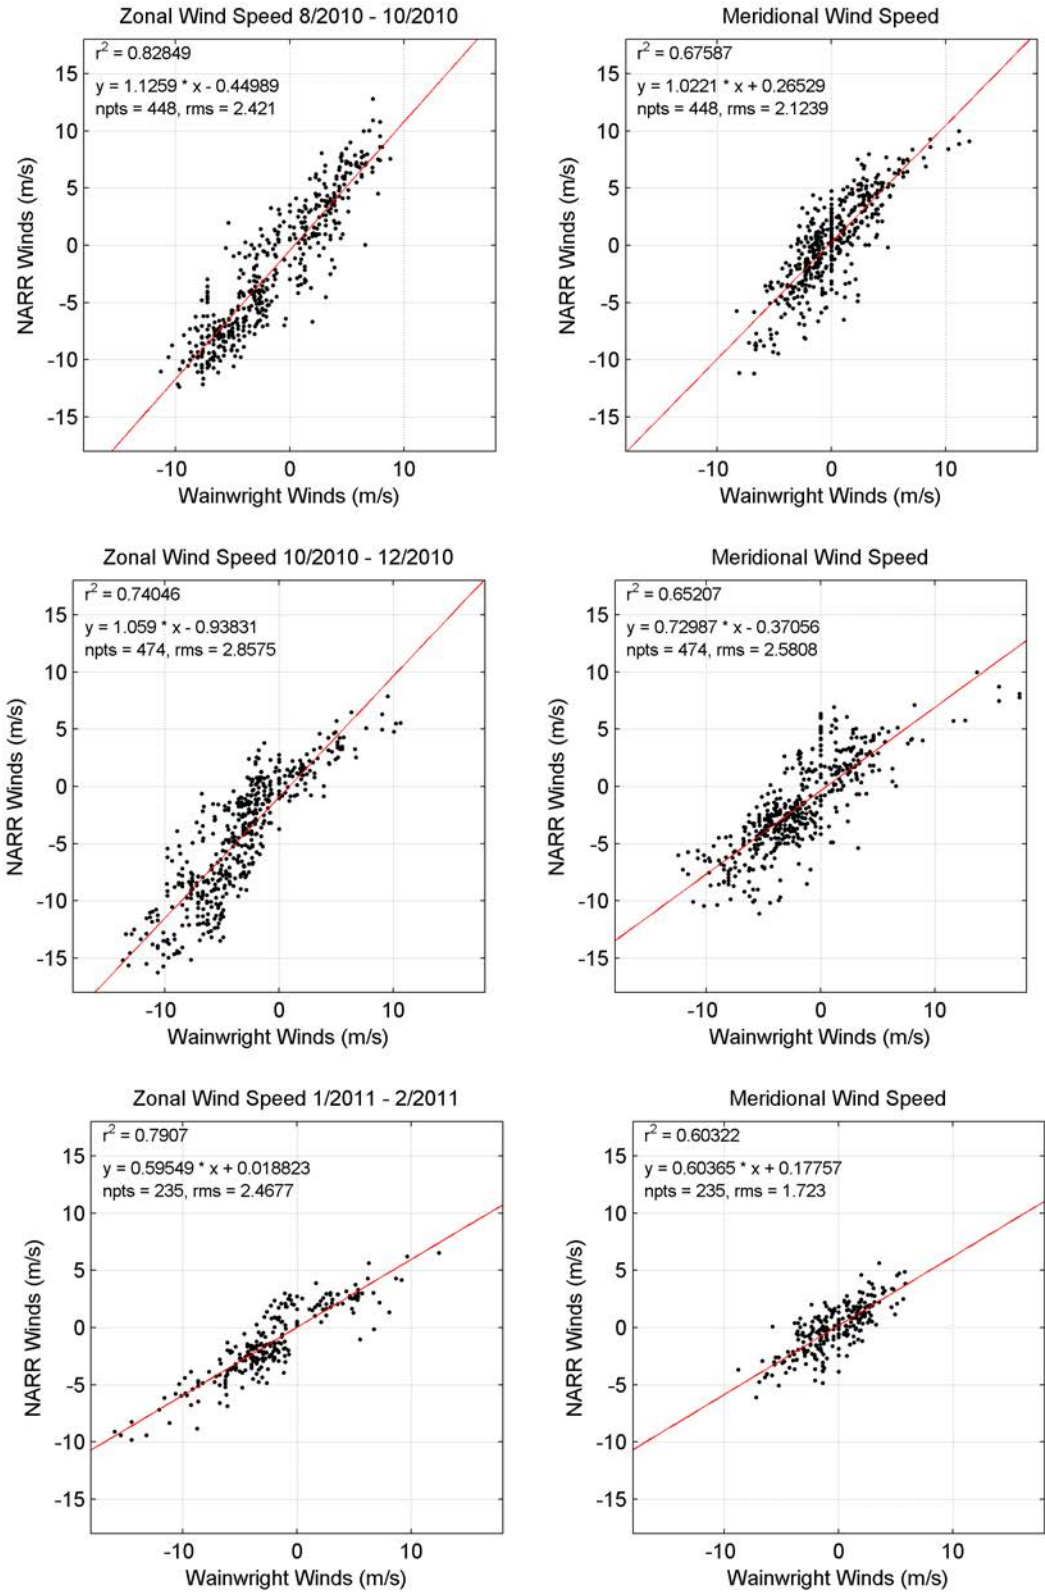 Zonal Wind Speed 8/2010 - 10/2010
r² = 0.82849
y = 1.1259 * x - 0.44989
npts = 448, rms = 2.421
15
10
5
0
-5
-10
-15
NARR Winds (m/s)
-10 0 10
Wainwright Winds (m/s)
Meridional Wind Speed
r² = 0.67587
y = 1.0221 * x + 0.26529
npts = 448, rms = 2.1239
15
10
5
0
-5
-10
-15
NARR Winds (m/s)
-10 0 10
Wainwright Winds (m/s)
Zonal Wind Speed 10/2010 - 12/2010
r² = 0.74046
y = 1.059 * x - 0.93831
npts = 474, rms = 2.8575
15
10
5
0
-5
-10
-15
NARR Winds (m/s)
-10 0 10
Wainwright Winds (m/s)
Meridional Wind Speed
r² = 0.65207
y = 0.72987 * x - 0.37056
npts = 474, rms = 2.5808
15
10
5
0
-5
-10
-15
NARR Winds (m/s)
-10 0 10
Wainwright Winds (m/s)
Zonal Wind Speed 1/2011 - 2/2011
r² = 0.7907
y = 0.59549 * x + 0.018823
npts = 235, rms = 2.4677
15
10
5
0
-5
-10
-15
NARR Winds (m/s)
-10 0 10
Wainwright Winds (m/s)
Meridional Wind Speed
r² = 0.60322
y = 0.60365 * x + 0.17757
npts = 235, rms = 1.723
15
10
5
0
-5
-10
-15
NARR Winds (m/s)
-10 0 10
Wainwright Winds (m/s)